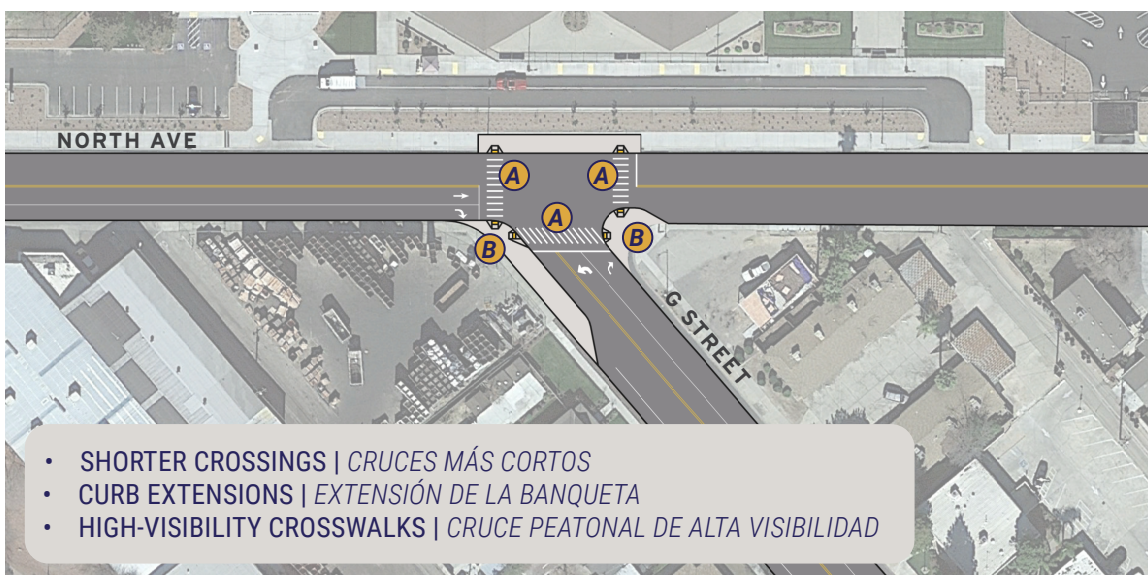 NORTH AVE
A
A
A
B
B
G STREET
• SHORTER CROSSINGS | CRUCES MÁS CORTOS
• CURB EXTENSIONS | EXTENSIÓN DE LA BANQUETA
• HIGH-VISIBILITY CROSSWALKS | CRUCE PEATONAL DE ALTA VISIBILIDAD